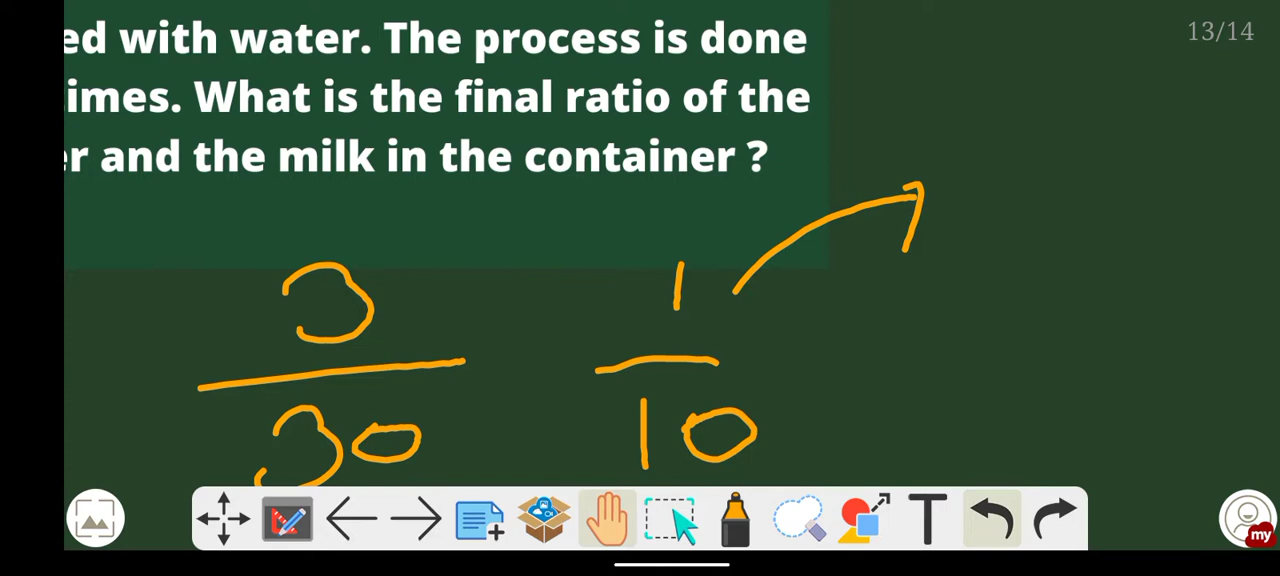 13/14
ed with water. The process is done
imes. What is the final ratio of the
er and the milk in the container ?
3 1
30 10
T
my